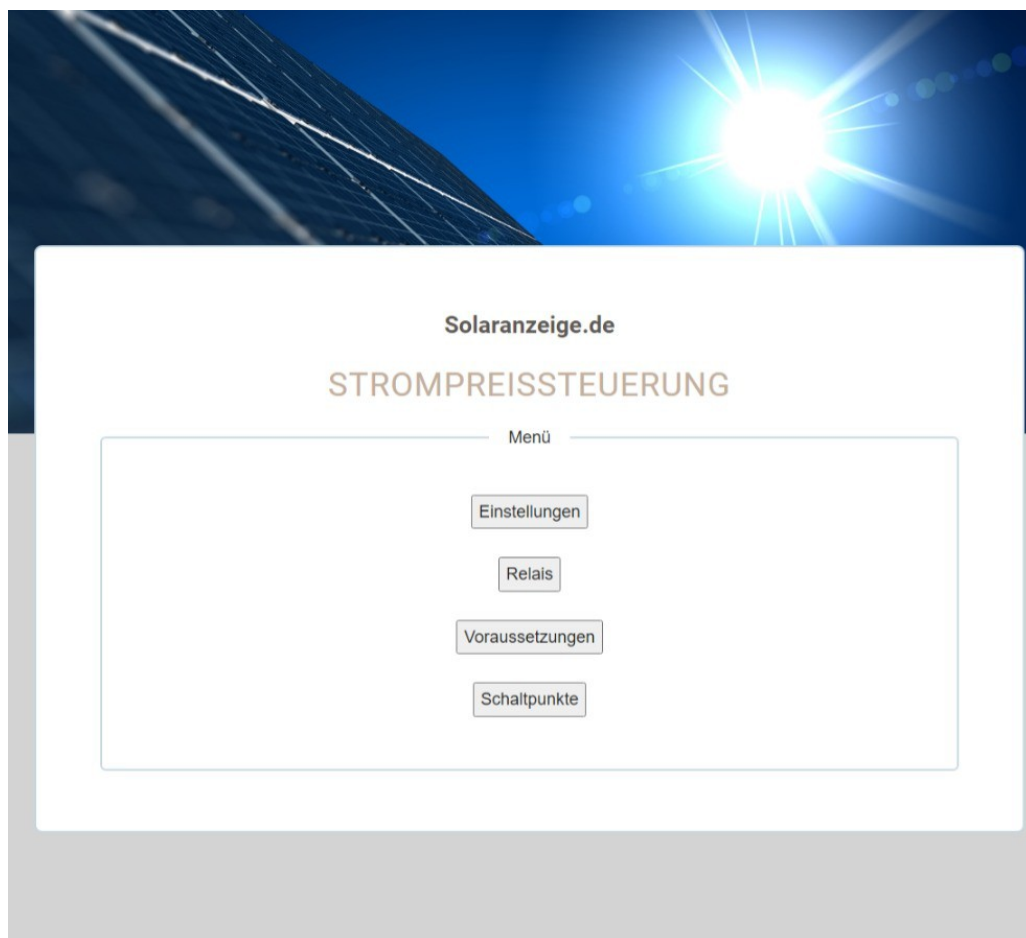 Solaranzeige.de
STROMPREISSTEUERUNG
Menü
Einstellungen
Relais
Voraussetzungen
Schaltpunkte